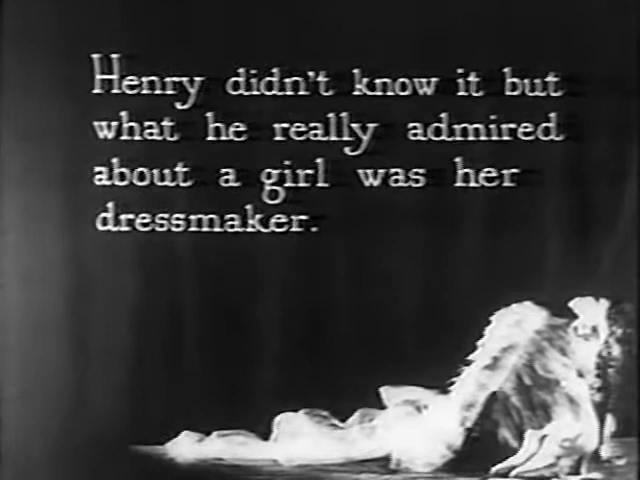 Henry didn't know it but
what he really admired
about a girl was her
dressmaker.